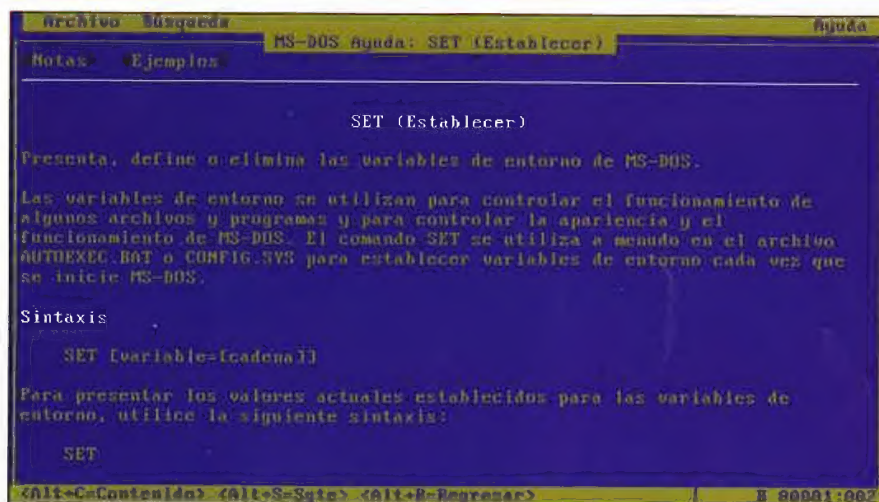 Archivo Búsqueda Ayuda
MS-DOS Ayuda: SET (Establecer)
Notas Ejemplos
SET (Establecer)
Presenta, define o elimina las variables de entorno de MS-DOS.
Las variables de entorno se utilizan para controlar el funcionamiento de
algunos archivos y programas y para controlar la apariencia y el
funcionamiento de MS-DOS. El comando SET se utiliza a menudo en el archivo
AUTOEXEC.BAT o CONFIG.SYS para establecer variables de entorno cada vez que
se inicie MS-DOS.
Sintaxis
SET [variable=[cadena]]
Para presentar los valores actuales establecidos para las variables de
entorno, utilice la siguiente sintaxis:
SET
<Alt+C=Contenido> <Alt+S=Sgte> <Alt+R=Regresar> B 00001:002